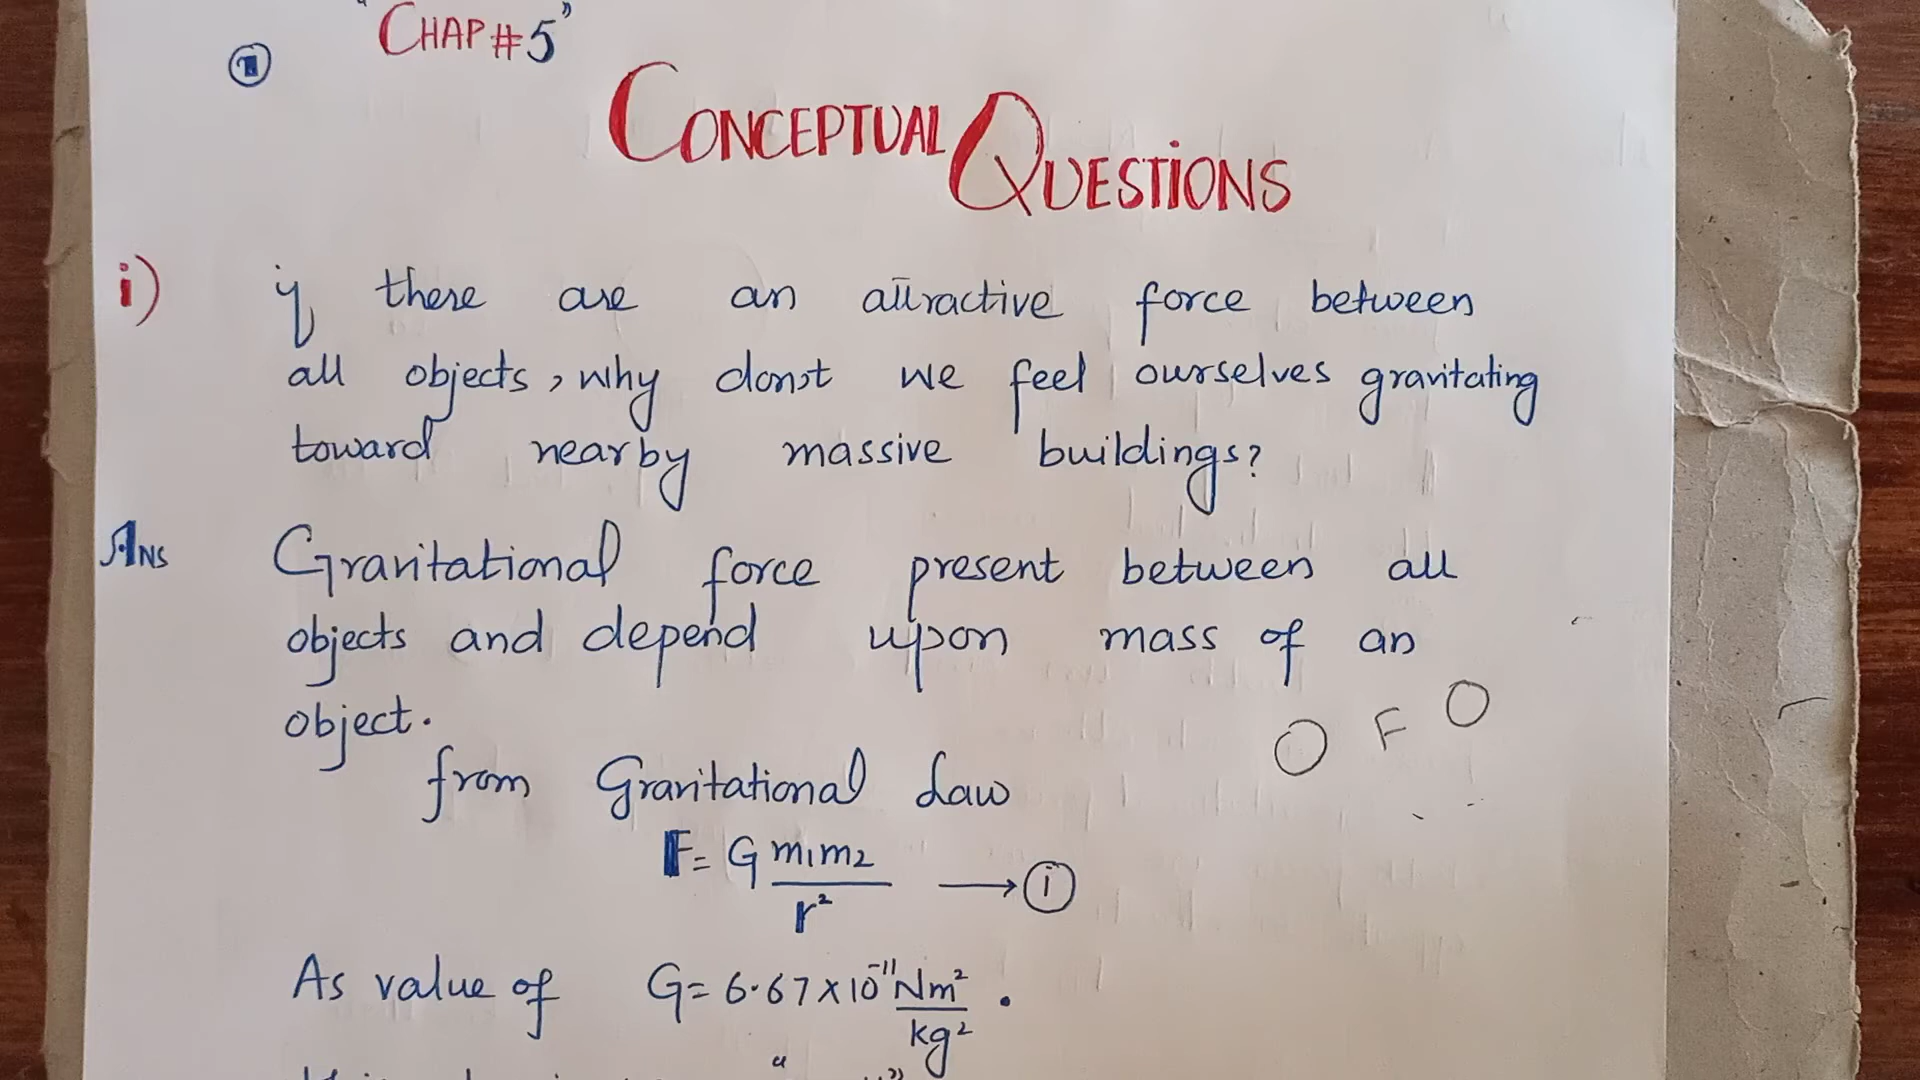 "CHAP#5"
1
CONCEPTUAL QUESTIONS
i) if there are an attractive force between
all objects, why donot we feel ourselves gravitating
toward nearby massive buildings?
ANS Gravitational force present between all
objects and depend upon mass of an
object.
O F O
from Gravitational Law
F = G m1m2 / r² → (i)
As value of G = 6.67 x 10⁻¹¹ Nm² / kg² .